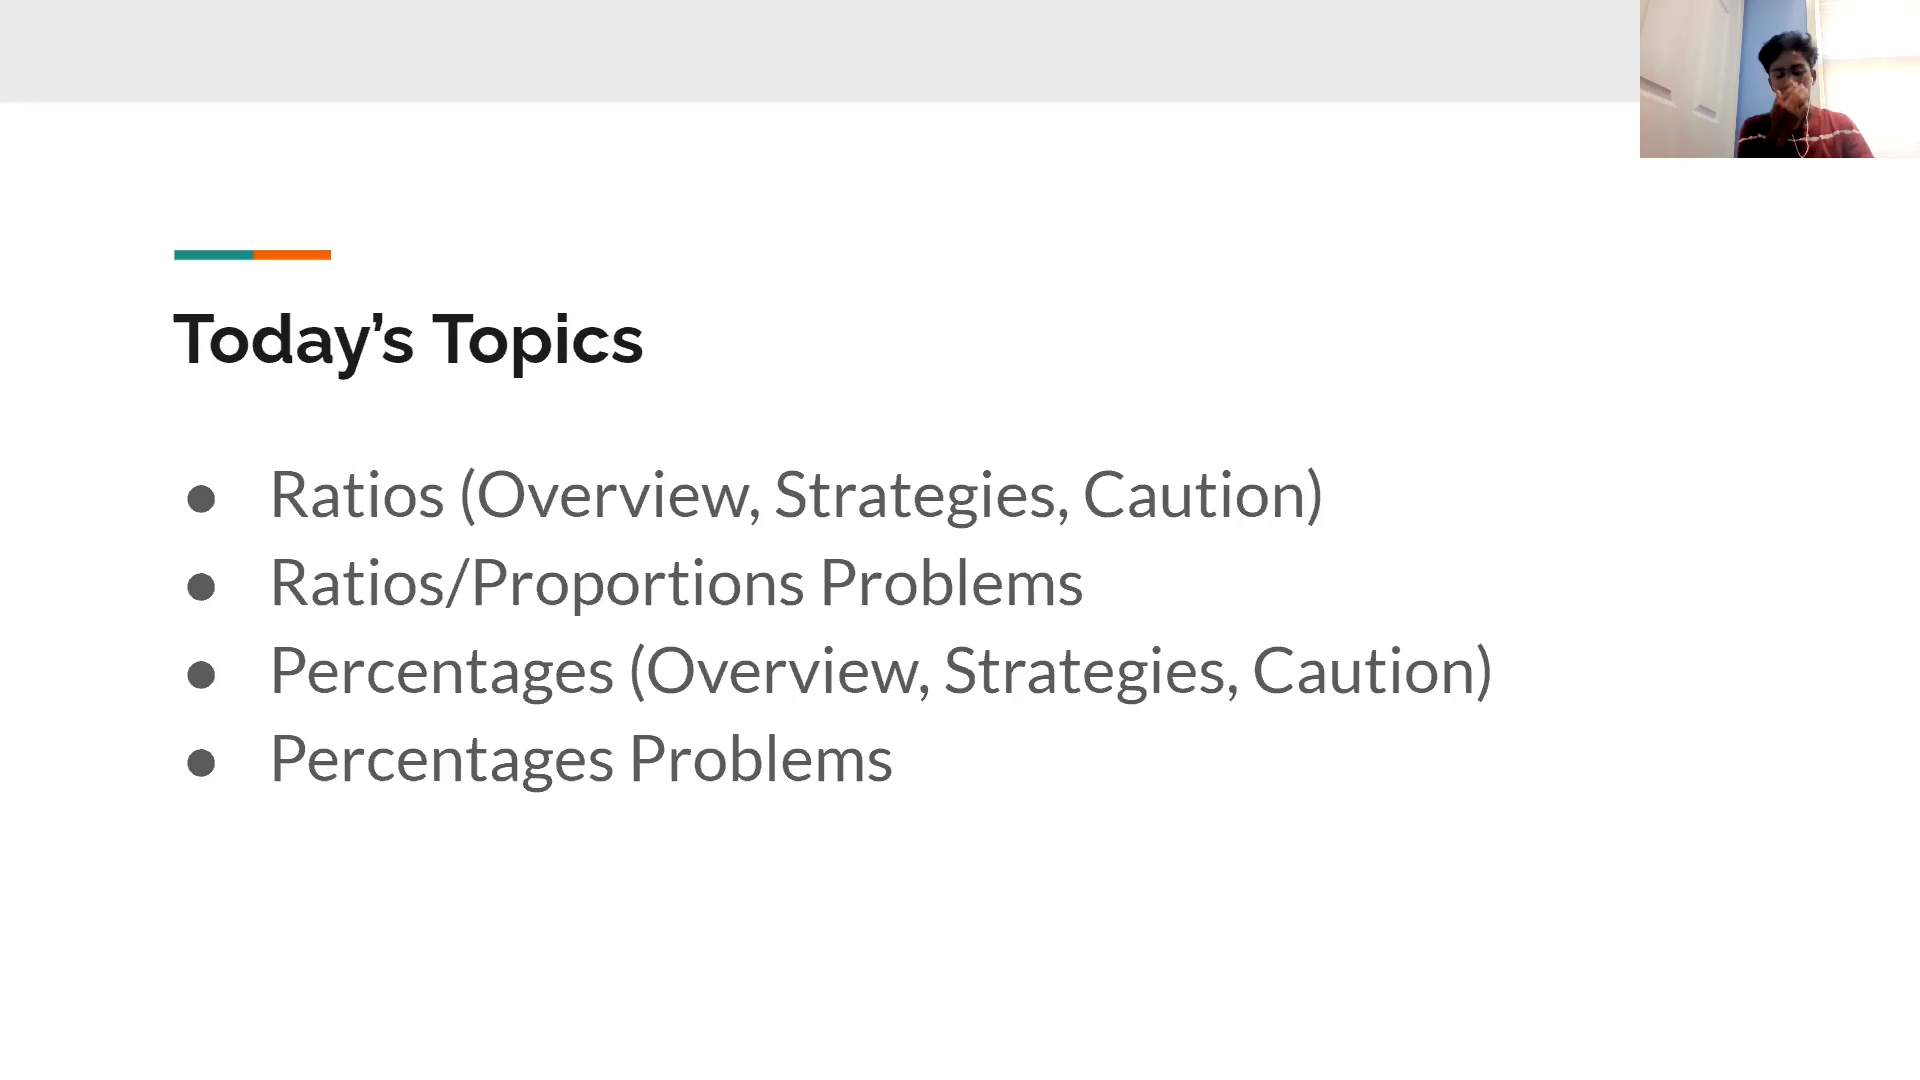 Today’s Topics
● Ratios (Overview, Strategies, Caution)
● Ratios/Proportions Problems
● Percentages (Overview, Strategies, Caution)
● Percentages Problems